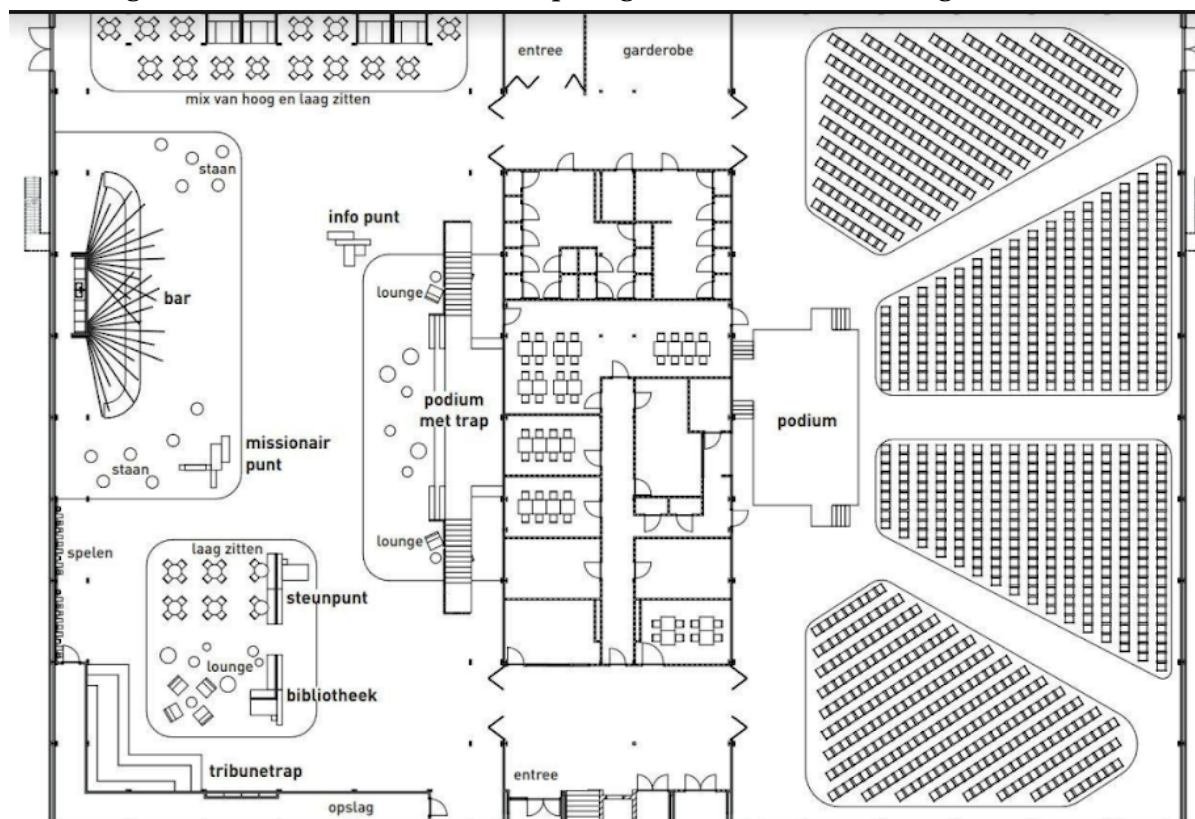 entree
garderobe
mix van hoog en laag zitten
staan
info punt
lounge
bar
podium
met trap
podium
missionair
punt
staan
lounge
spelen
laag zitten
steunpunt
lounge
bibliotheek
tribunetrap
entree
opslag